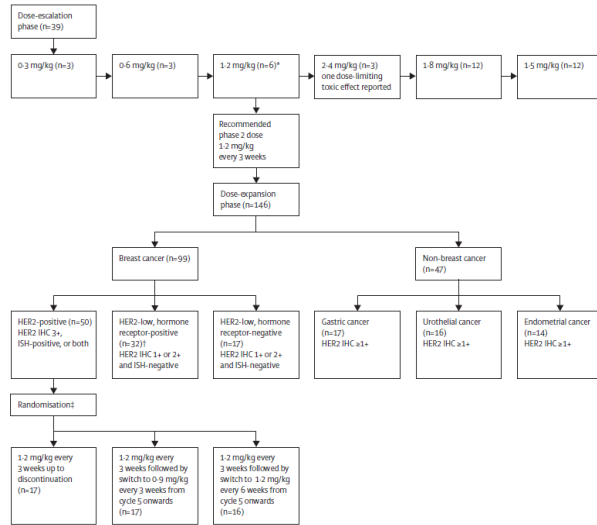 Dose-escalation
phase (n=39)
0·3 mg/kg (n=3)
0·6 mg/kg (n=3)
1·2 mg/kg (n=6)*
2·4 mg/kg (n=3)
one dose-limiting
toxic effect reported
1·8 mg/kg (n=12)
1·5 mg/kg (n=12)
Recommended
phase 2 dose
1·2 mg/kg
every 3 weeks
Dose-expansion
phase (n=146)
Breast cancer (n=99)
Non-breast cancer
(n=47)
HER2-positive (n=50)
HER2 IHC 3+,
ISH-positive, or both
HER2-low, hormone
receptor-positive
(n=32)†
HER2 IHC 1+ or 2+
and ISH-negative
HER2-low, hormone
receptor-negative
(n=17)
HER2 IHC 1+ or 2+
and ISH-negative
Gastric cancer
(n=17)
HER2 IHC ≥1+
Urothelial cancer
(n=16)
HER2 IHC ≥1+
Endometrial cancer
(n=14)
HER2 IHC ≥1+
Randomisation‡
1·2 mg/kg every
3 weeks up to
discontinuation
(n=17)
1·2 mg/kg every
3 weeks followed by
switch to 0·9 mg/kg
every 3 weeks from
cycle 5 onwards
(n=17)
1·2 mg/kg every
3 weeks followed by
switch to 1·2 mg/kg
every 6 weeks from
cycle 5 onwards
(n=16)